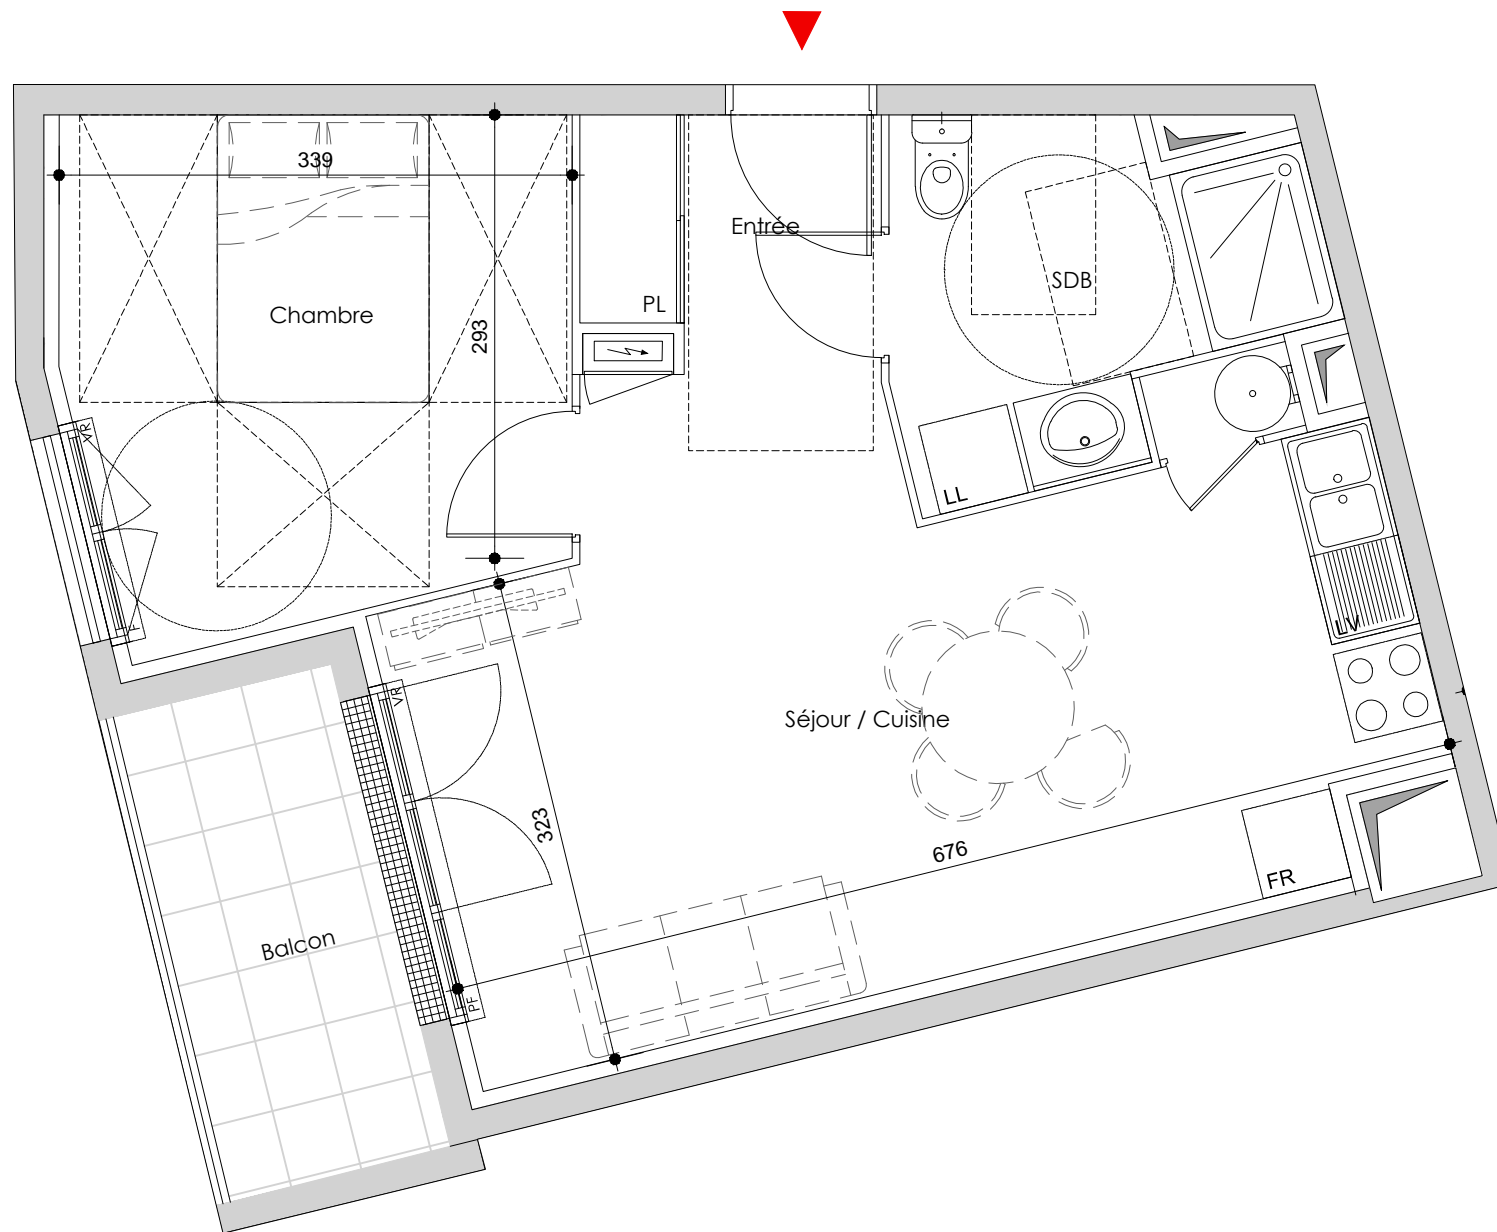 339
Entrée
SDB
PL
Chambre
293
VR
LL
LV
VR
Séjour / Cuisine
323
676
FR
Balcon
PF